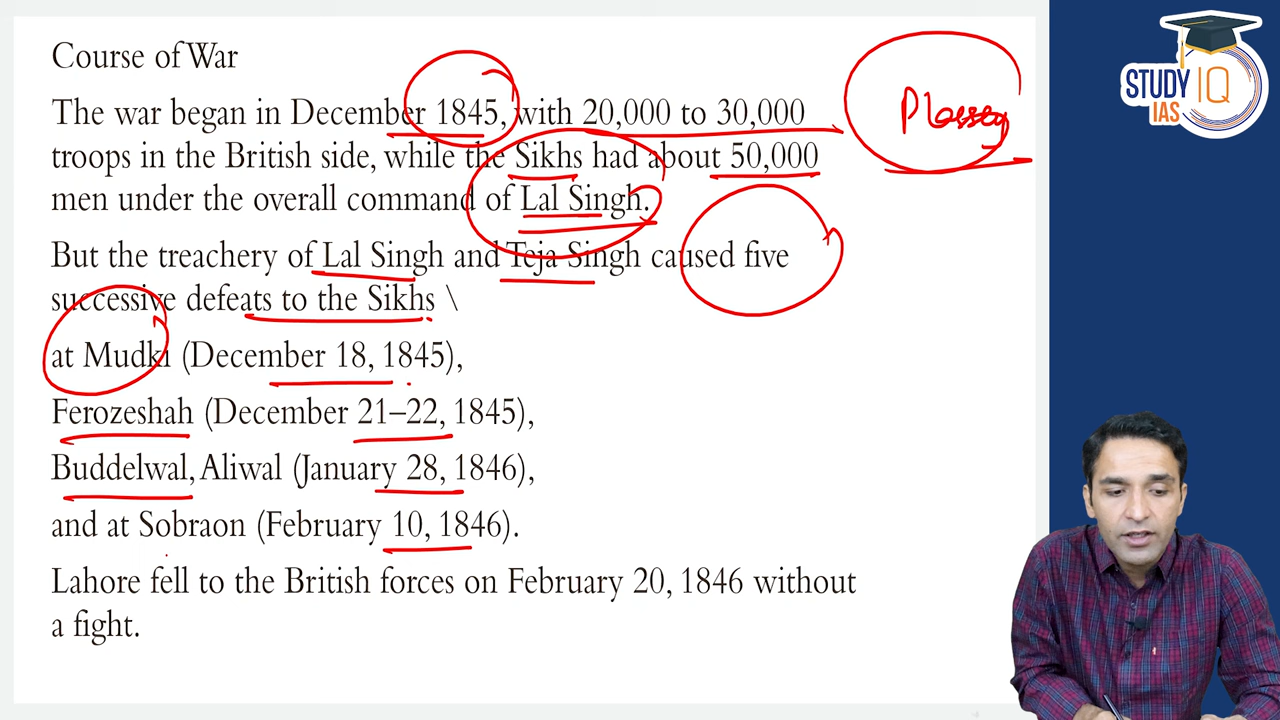 Course of War
The war began in December 1845, with 20,000 to 30,000
troops in the British side, while the Sikhs had about 50,000
men under the overall command of Lal Singh.
But the treachery of Lal Singh and Teja Singh caused five
successive defeats to the Sikhs \
at Mudki (December 18, 1845),
Ferozeshah (December 21–22, 1845),
Buddelwal, Aliwal (January 28, 1846),
and at Sobraon (February 10, 1846).
Lahore fell to the British forces on February 20, 1846 without
a fight.
Plassey
STUDY IQ
IAS